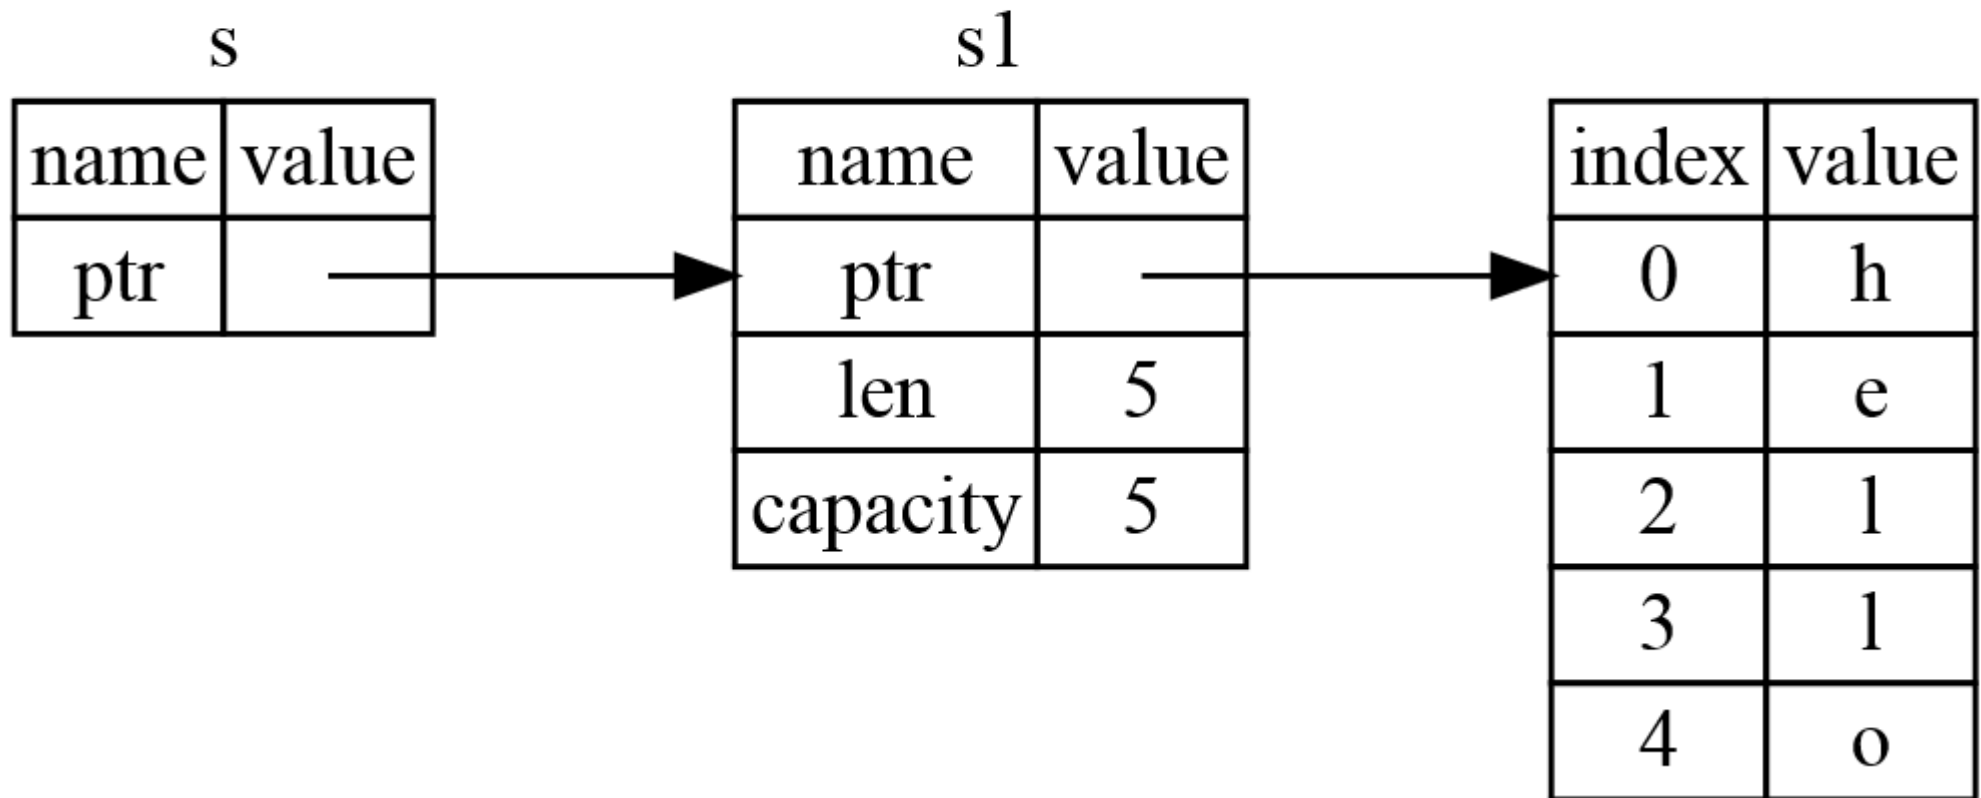 s s1
name value name value index value
ptr ptr 0 h
len 5 1 e
capacity 5 2 l
3 l
4 o